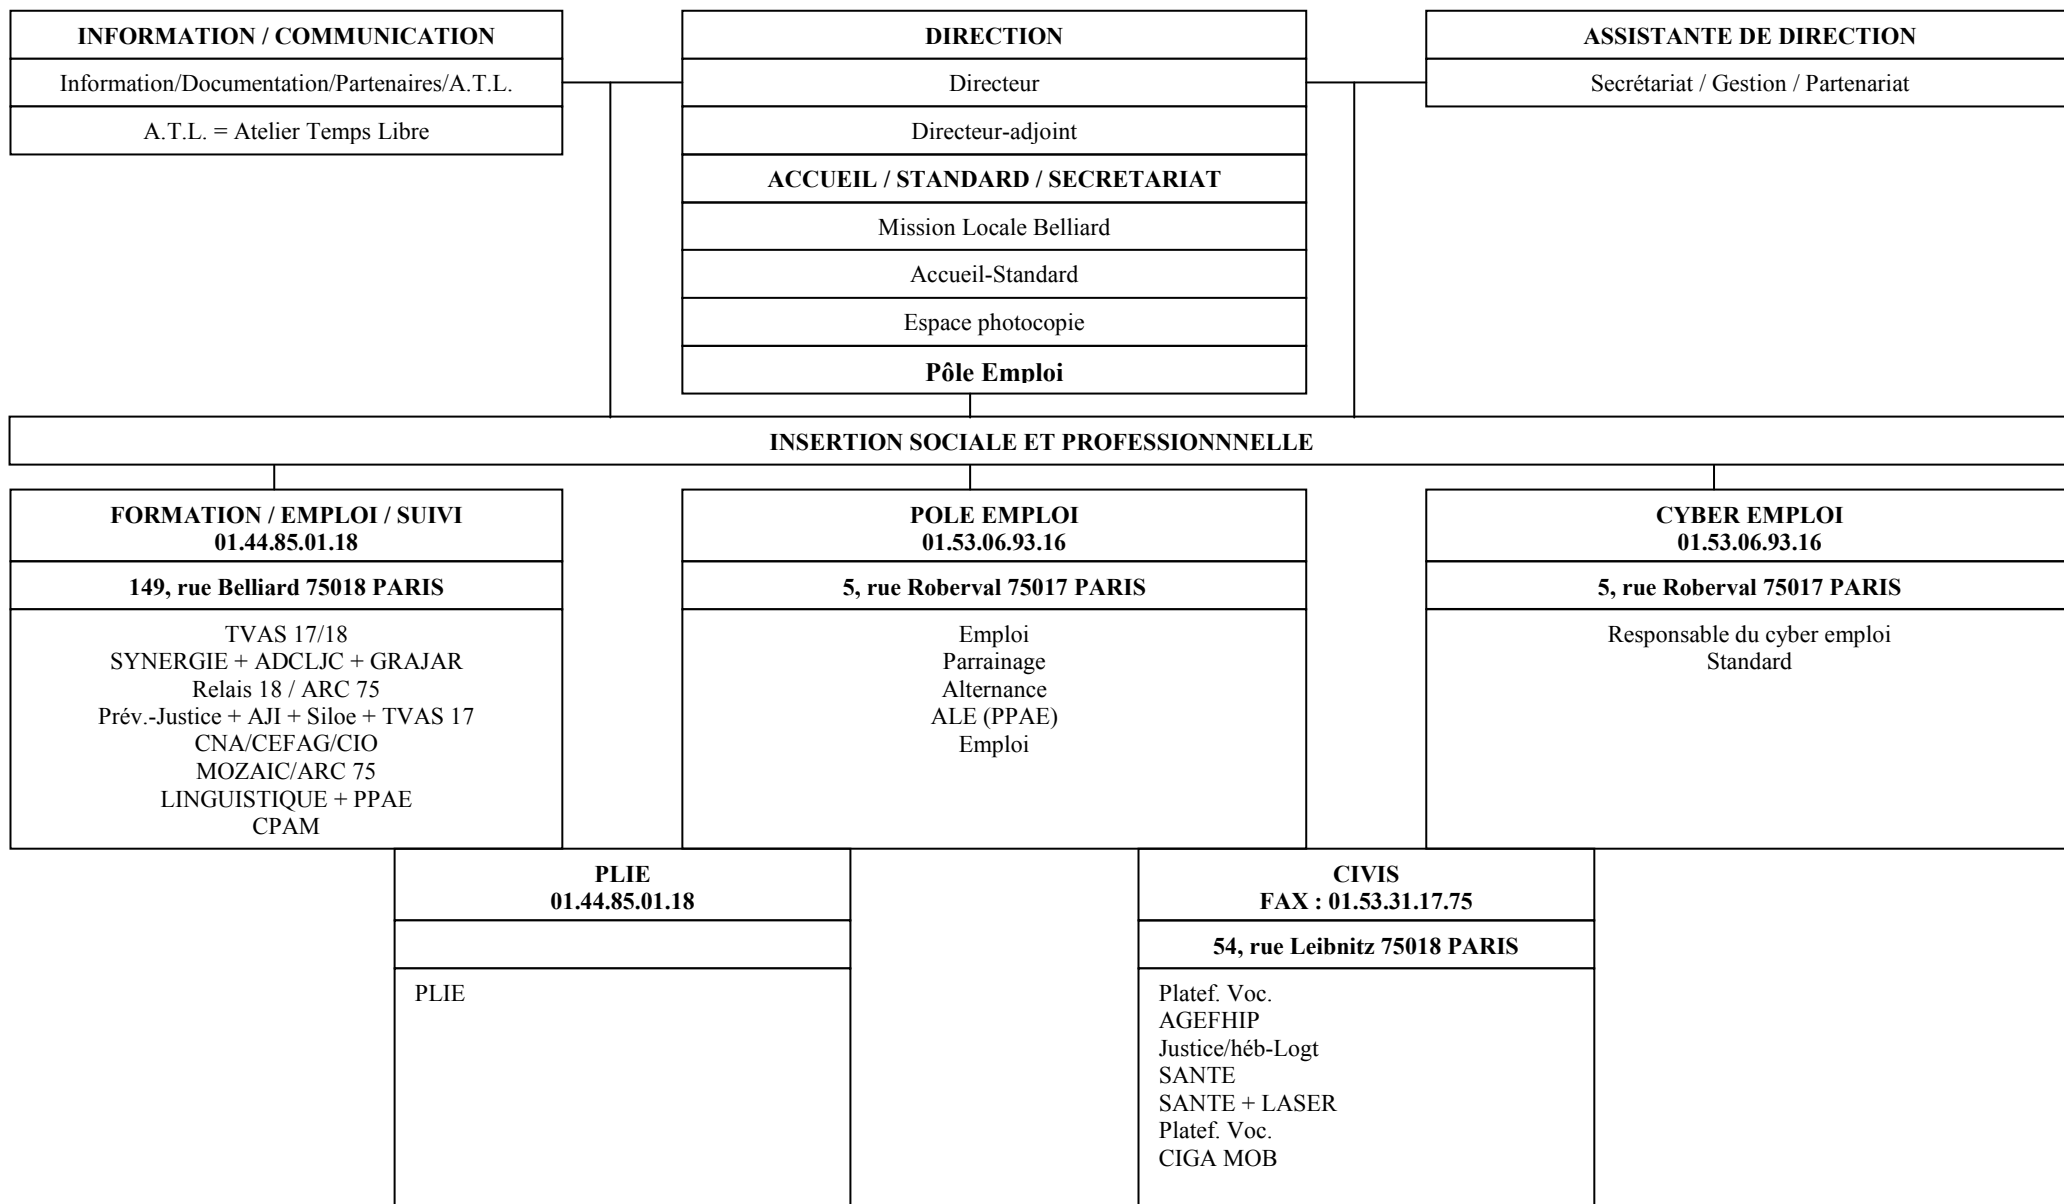 INFORMATION / COMMUNICATION
Information/Documentation/Partenaires/A.T.L.
A.T.L. = Atelier Temps Libre
DIRECTION
Directeur
Directeur-adjoint
ACCUEIL / STANDARD / SECRETARIAT
Mission Locale Belliard
Accueil-Standard
Espace photocopie
Pôle Emploi
ASSISTANTE DE DIRECTION
Secrétariat / Gestion / Partenariat
INSERTION SOCIALE ET PROFESSIONNNELLE
FORMATION / EMPLOI / SUIVI
01.44.85.01.18
149, rue Belliard 75018 PARIS
TVAS 17/18
SYNERGIE + ADCLJC + GRAJAR
Relais 18 / ARC 75
Prév.-Justice + AJI + Siloe + TVAS 17
CNA/CEFAG/CIO
MOZAIC/ARC 75
LINGUISTIQUE + PPAE
CPAM
POLE EMPLOI
01.53.06.93.16
5, rue Roberval 75017 PARIS
Emploi
Parrainage
Alternance
ALE (PPAE)
Emploi
CYBER EMPLOI
01.53.06.93.16
5, rue Roberval 75017 PARIS
Responsable du cyber emploi
Standard
PLIE
01.44.85.01.18
PLIE
CIVIS
FAX : 01.53.31.17.75
54, rue Leibnitz 75018 PARIS
Platef. Voc.
AGEFHIP
Justice/héb-Logt
SANTE
SANTE + LASER
Platef. Voc.
CIGA MOB